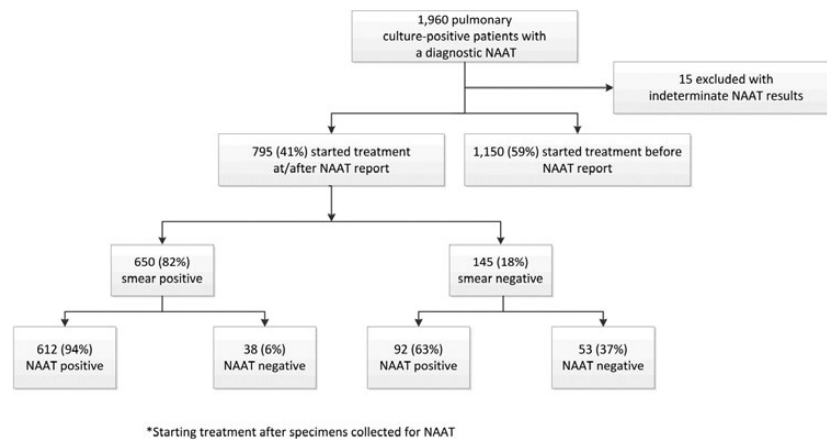 1,960 pulmonary
culture-positive patients with
a diagnostic NAAT
15 excluded with
indeterminate NAAT results
795 (41%) started treatment
at/after NAAT report
1,150 (59%) started treatment before
NAAT report
650 (82%)
smear positive
145 (18%)
smear negative
612 (94%)
NAAT positive
38 (6%)
NAAT negative
92 (63%)
NAAT positive
53 (37%)
NAAT negative
*Starting treatment after specimens collected for NAAT